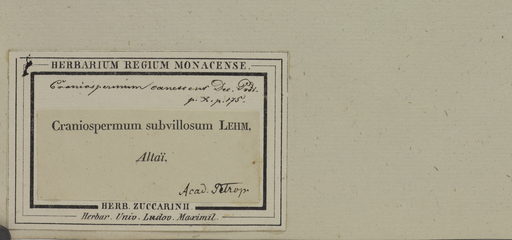 HERBARIUM REGIUM MONACENSE.
Craniospermum canescens Dec. Prdr.
p. X. p. 175.
Craniospermum subvillosum LEHM.
Altaï.
Acad. Petrop
HERB. ZUCCARINII
Herbar. Univ. Ludov. Maximil.